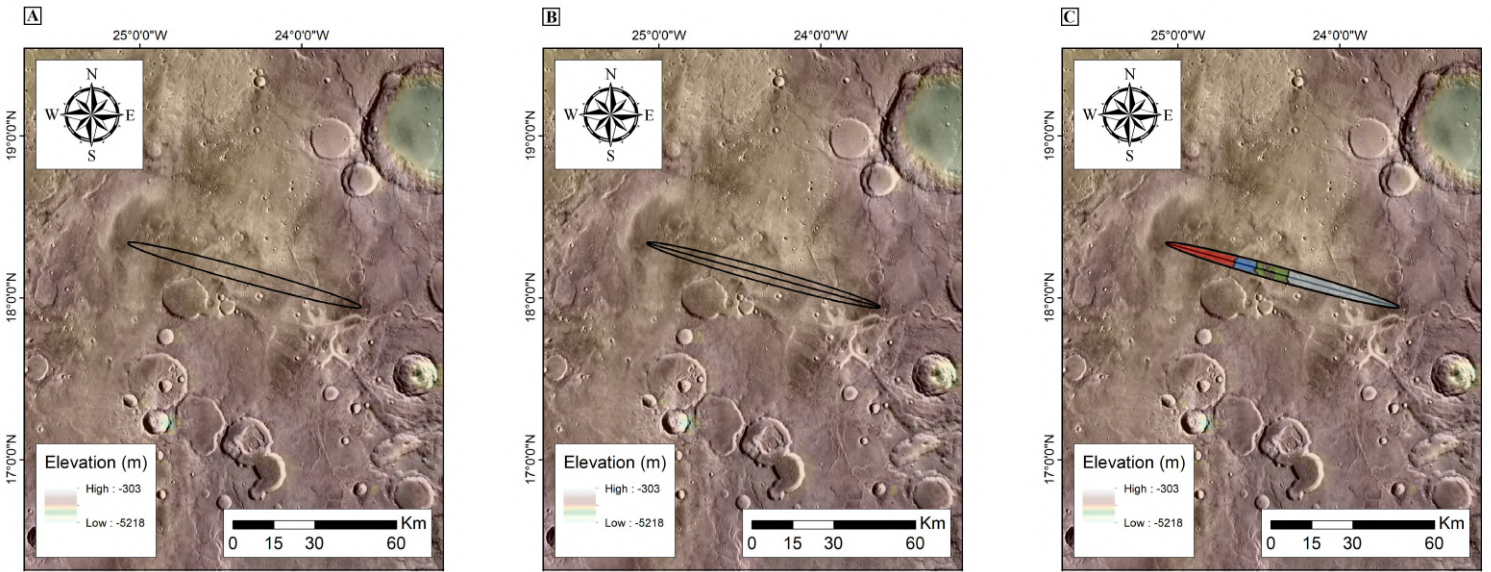 A
25°0'0"W 24°0'0"W
N
W E
S
19°0'0"N
18°0'0"N
17°0'0"N
Elevation (m)
High : -303
Low : -5218
Km
0 15 30 60
B
25°0'0"W 24°0'0"W
N
W E
S
19°0'0"N
18°0'0"N
17°0'0"N
Elevation (m)
High : -303
Low : -5218
Km
0 15 30 60
C
25°0'0"W 24°0'0"W
N
W E
S
19°0'0"N
18°0'0"N
17°0'0"N
Elevation (m)
High : -303
Low : -5218
Km
0 15 30 60